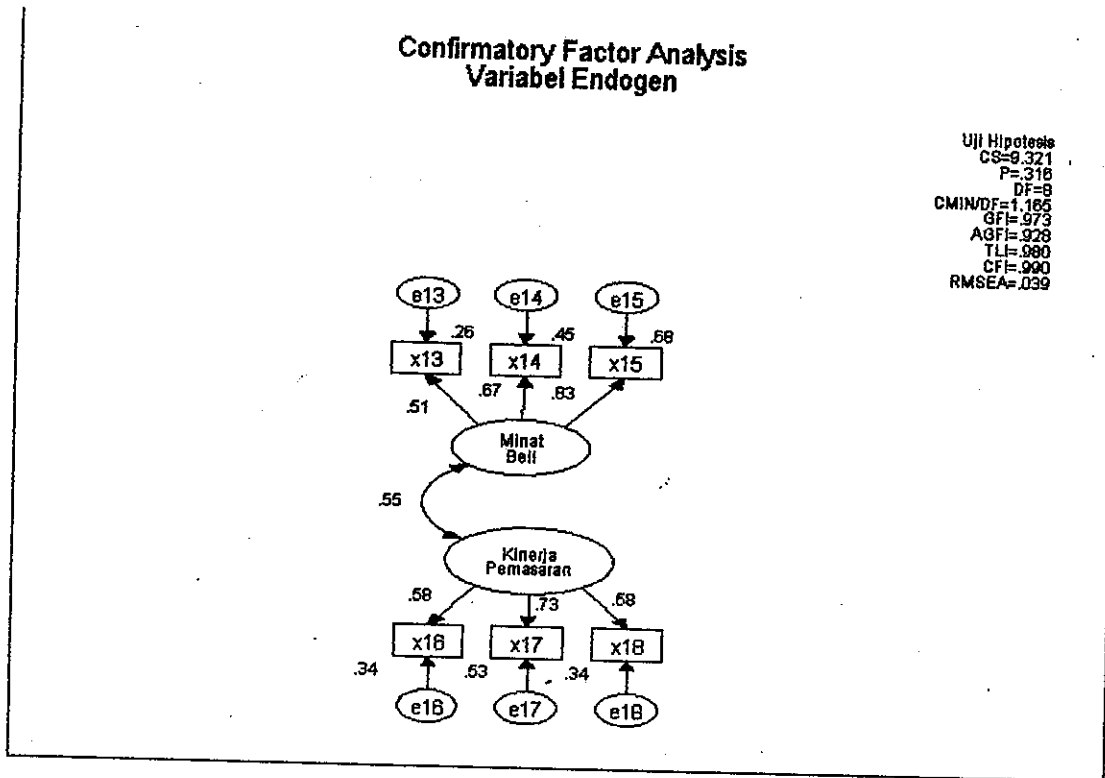 Confirmatory Factor Analysis
Variabel Endogen
Uji Hipotesis
CS=9.321
P=.316
DF=8
CMIN/DF=1.165
GFI=.973
AGFI=.928
TLI=.980
CFI=.990
RMSEA=.039
e13 e14 e15
.26 .45 .68
x13 x14 x15
.51 .67 .83
Minat
Beli
.55
Kinerja
Pemasaran
.58 .73 .58
x16 x17 x18
.34 .53 .34
e16 e17 e18